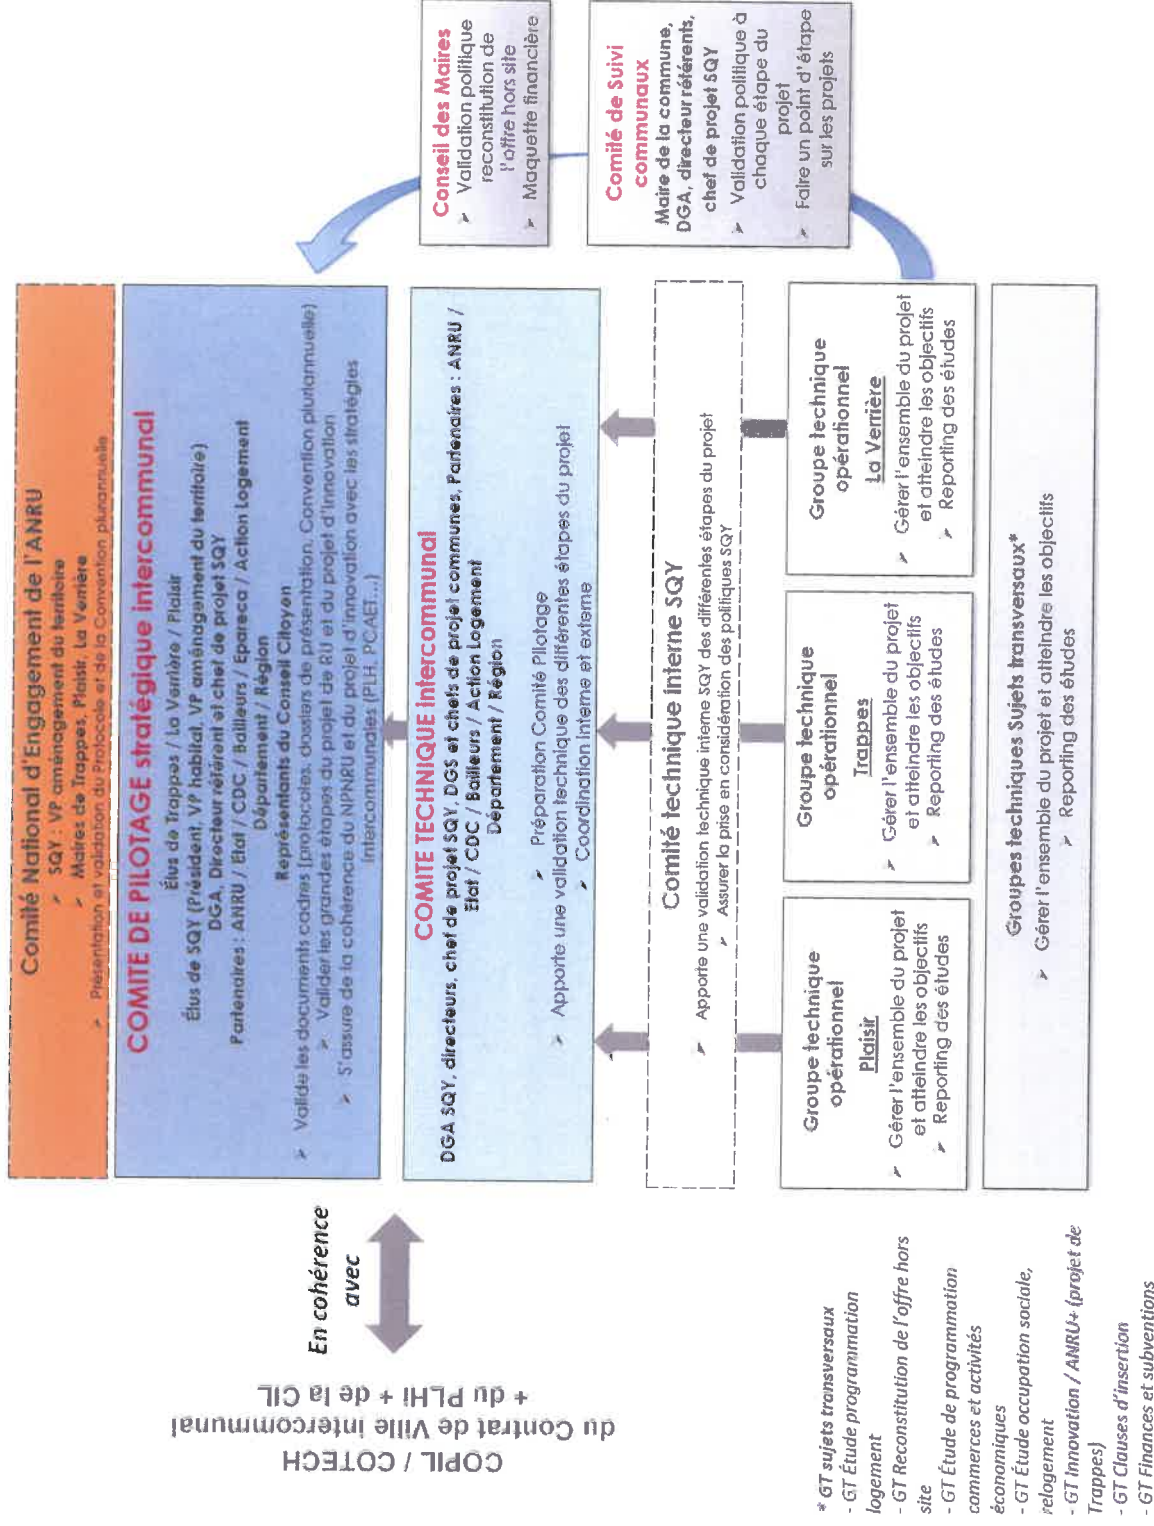 Comité National d'Engagement de l'ANRU
➢ SQY : VP aménagement du territoire
➢ Maires de Trappes, Plaisir, La Verrière
➢ Présentation et validation du Protocole et de la Convention pluriannuelle
COMITE DE PILOTAGE stratégique intercommunal
Élus de Trappes / La Verrière / Plaisir
Élus de SQY (Président, VP habitat, VP aménagement du territoire)
DGA, Directeur référent et chef de projet SQY
Partenaires : ANRU / Etat / CDC / Bailleurs / Epareca / Action Logement
Département / Région
Représentants du Conseil Citoyen
➢ Valide les documents cadres (protocoles, dossiers de présentation, Convention pluriannuelle)
➢ Valider les grandes étapes du projet de RU et du projet d'innovation
➢ S'assure de la cohérence du NPNRU et du projet d'innovation avec les stratégies
intercommunales (PLH, PCAET...)
Conseil des Maires
➢ Validation politique
reconstitution de
l'offre hors site
➢ Maquette financière
En cohérence
avec
COPIL / COTECH
du Contrat de Ville intercommunal
+ du PLHi + de la CIL
COMITE TECHNIQUE intercommunal
DGA SQY, directeurs, chef de projet SQY, DGS et chefs de projet communes, Partenaires : ANRU /
Etat / CDC / Bailleurs / Action Logement
Département / Région
➢ Préparation Comité Pilotage
➢ Apporte une validation technique des différentes étapes du projet
➢ Coordination interne et externe
Comité de Suivi
communaux
Maire de la commune,
DGA, directeur référents,
chef de projet SQY
➢ Validation politique à
chaque étape du
projet
➢ Faire un point d'étape
sur les projets
Comité technique interne SQY
➢ Apporte une validation technique interne SQY des différentes étapes du projet
➢ Assurer la prise en considération des politiques SQY
Groupe technique
opérationnel
Plaisir
➢ Gérer l'ensemble du projet
et atteindre les objectifs
➢ Reporting des études
Groupe technique
opérationnel
Trappes
➢ Gérer l'ensemble du projet
et atteindre les objectifs
➢ Reporting des études
Groupe technique
opérationnel
La Verrière
➢ Gérer l'ensemble du projet
et atteindre les objectifs
➢ Reporting des études
Groupes techniques Sujets transversaux*
➢ Gérer l'ensemble du projet et atteindre les objectifs
➢ Reporting des études
* GT sujets transversaux
- GT Étude programmation
logement
- GT Reconstitution de l'offre hors
site
- GT Étude de programmation
commerces et activités
économiques
- GT Étude occupation sociale,
relogement
- GT Innovation / ANRU+ (projet de
Trappes)
- GT Clauses d'insertion
- GT Finances et subventions